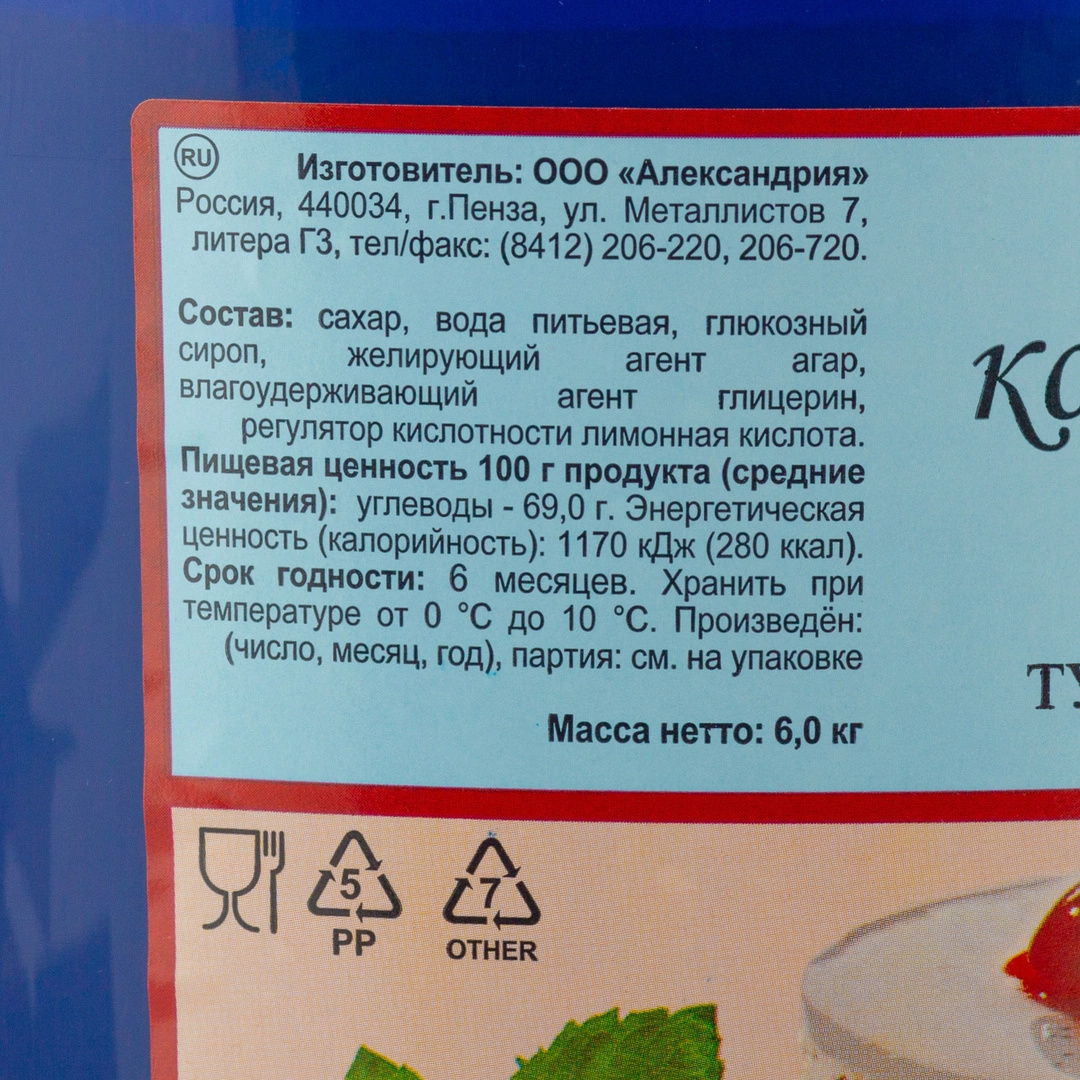 RU
Изготовитель: ООО «Александрия»
Россия, 440034, г.Пенза, ул. Металлистов 7,
литера Г3, тел/факс: (8412) 206-220, 206-720.
Состав: сахар, вода питьевая, глюкозный
сироп, желирующий агент агар,
влагоудерживающий агент глицерин,
регулятор кислотности лимонная кислота.
Пищевая ценность 100 г продукта (средние
значения): углеводы - 69,0 г. Энергетическая
ценность (калорийность): 1170 кДж (280 ккал).
Срок годности: 6 месяцев. Хранить при
температуре от 0 °С до 10 °С. Произведён:
(число, месяц, год), партия: см. на упаковке
Масса нетто: 6,0 кг
ТУ
5
7
PP
OTHER